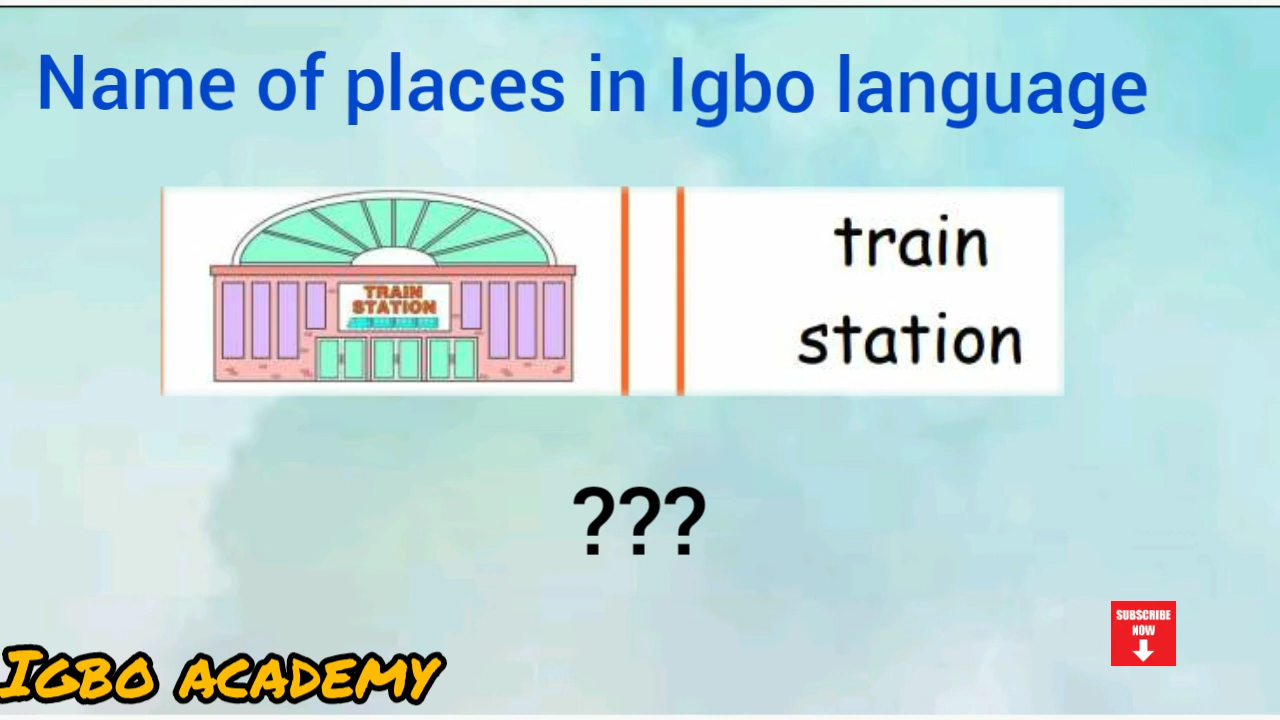 Name of places in Igbo language
TRAIN
STATION
train
station
???
SUBSCRIBE
NOW
IGBO ACADEMY